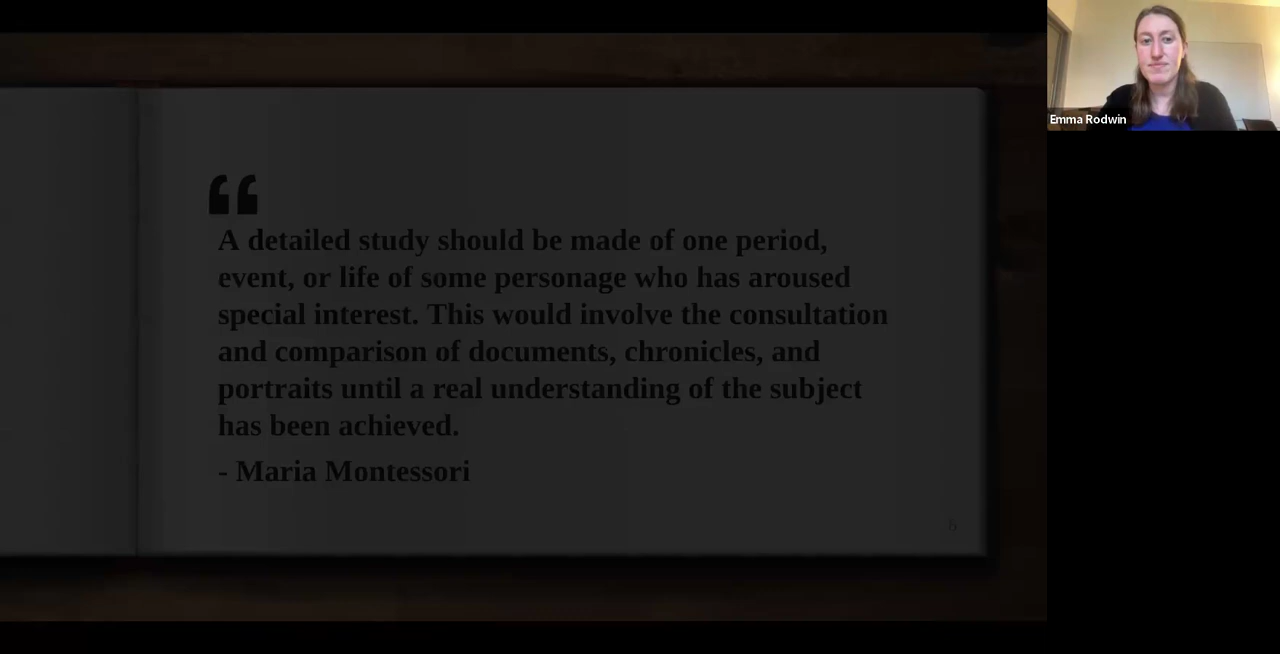 “
A detailed study should be made of one period,
event, or life of some personage who has aroused
special interest. This would involve the consultation
and comparison of documents, chronicles, and
portraits until a real understanding of the subject
has been achieved.
- Maria Montessori
6
Emma Rodwin